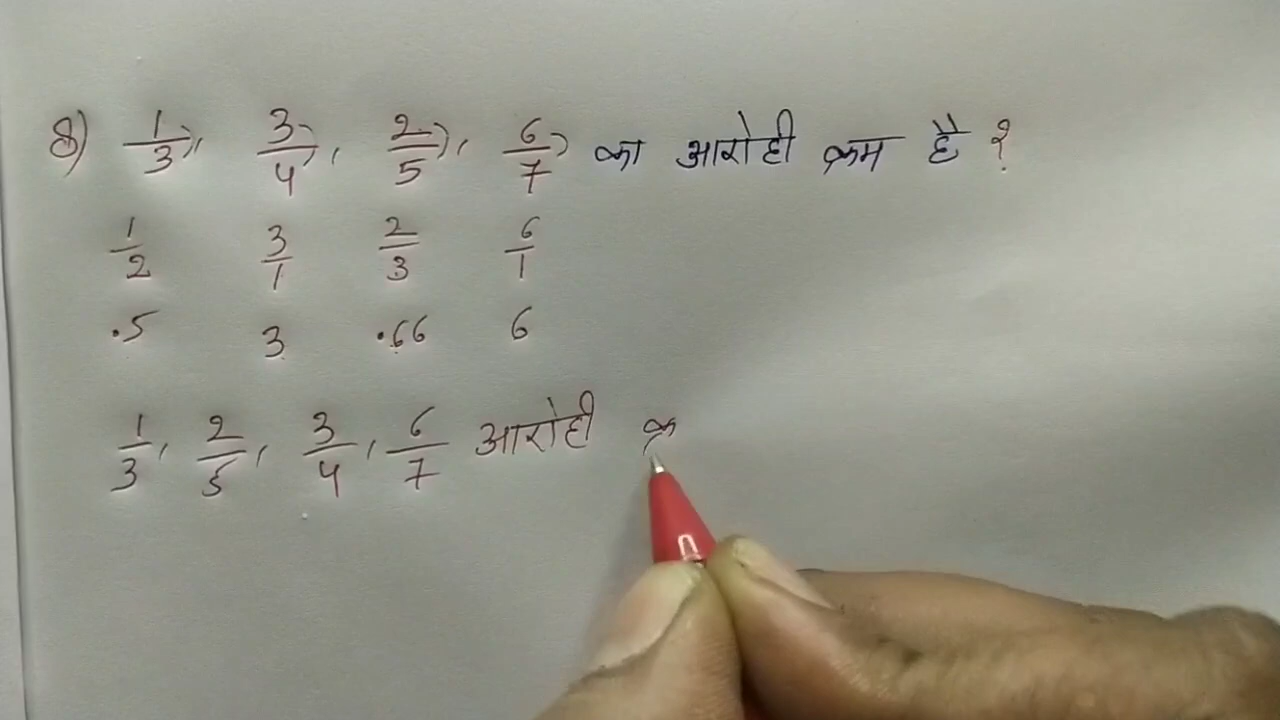 8) 1/3, 3/4, 2/5, 6/7 का आरोही क्रम है ?
1/2 3/1 2/3 6/1
.5 3 .66 6
1/3, 2/5, 3/4, 6/7 आरोही क्र